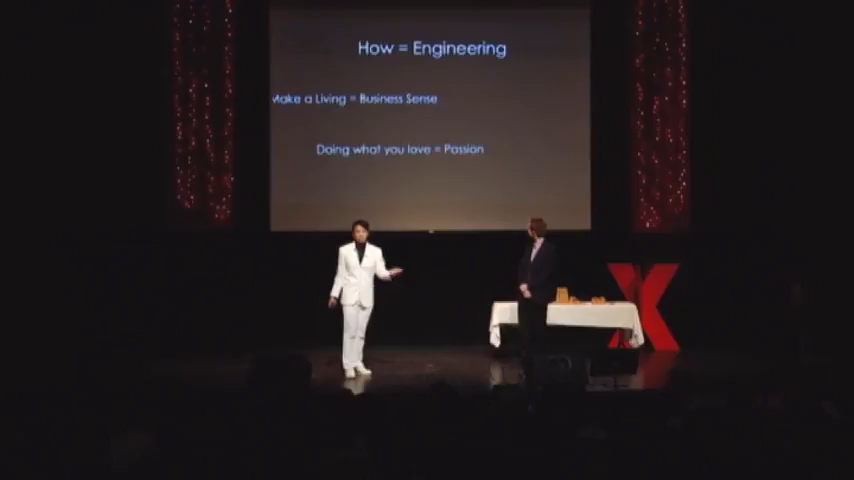 How = Engineering
Make a Living = Business Sense
Doing what you love = Passion
X